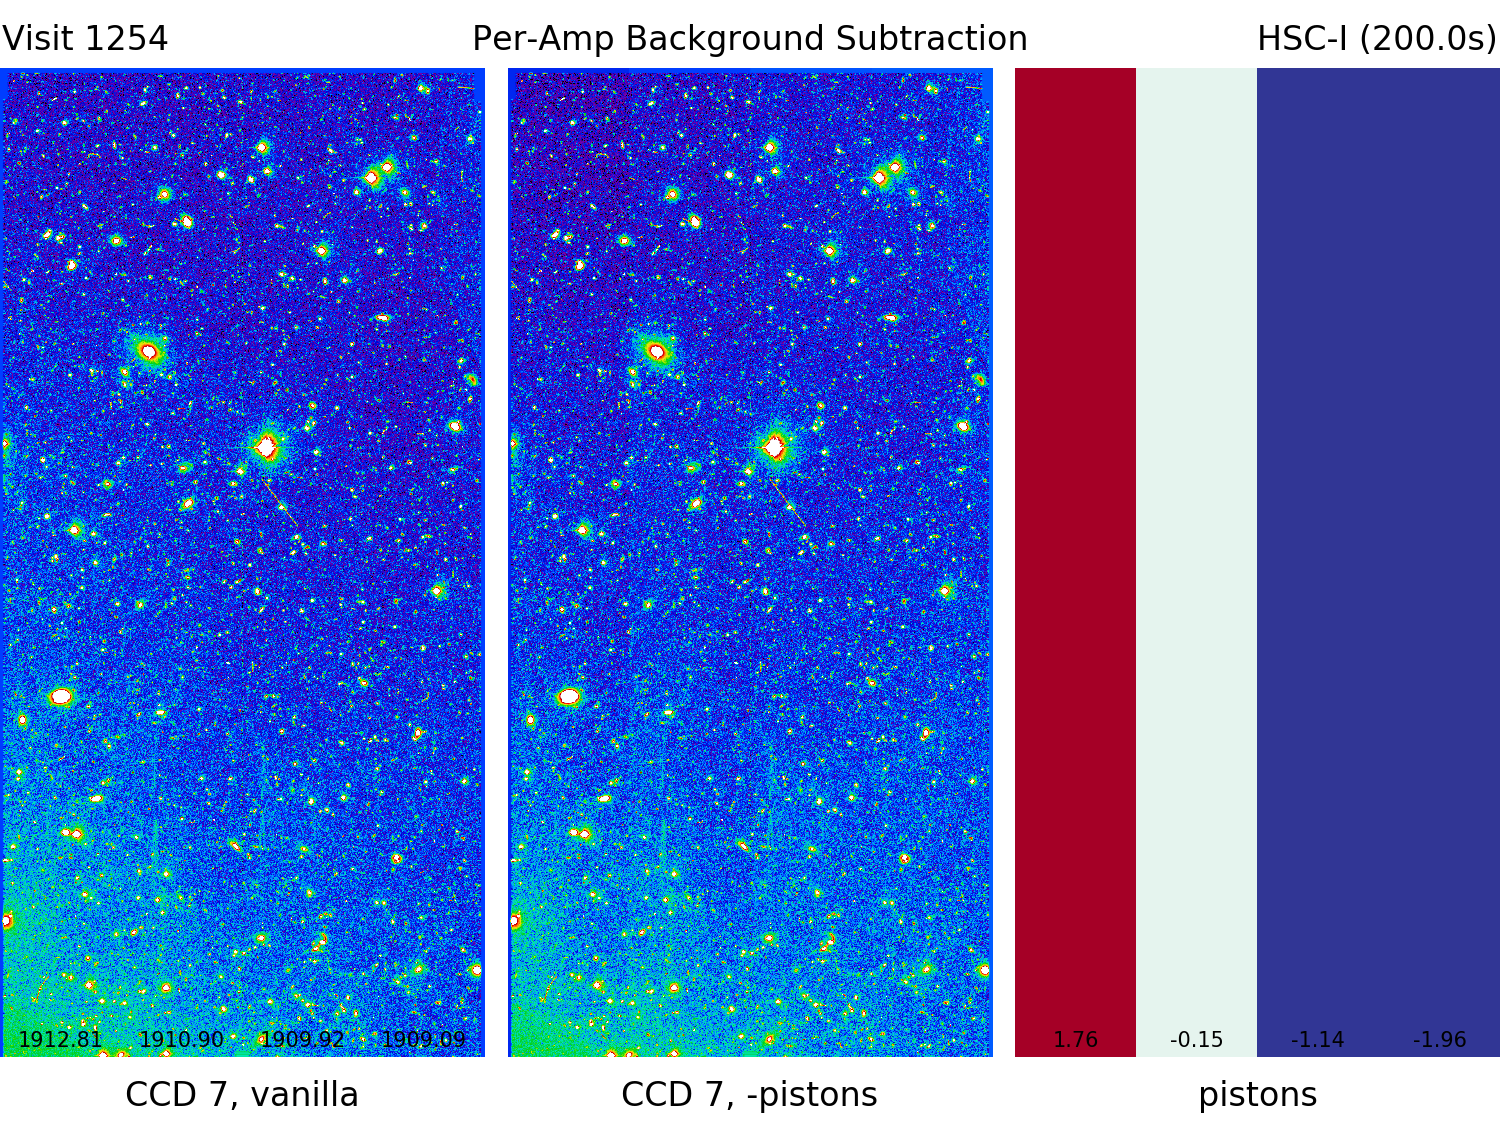 Visit 1254 Per-Amp Background Subtraction HSC-I (200.0s)
1912.81 1910.90 1909.92 1909.09 1.76 -0.15 -1.14 -1.96
CCD 7, vanilla CCD 7, -pistons pistons